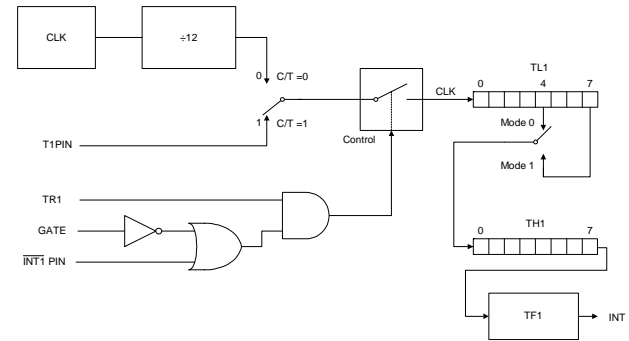 CLK
÷12
TL1
0 C/T =0
0 4 7
CLK
1 C/T =1
Mode 0
Control
T1PIN
Mode 1
TR1
TH1
GATE
0 7
INT1 PIN
TF1
INT